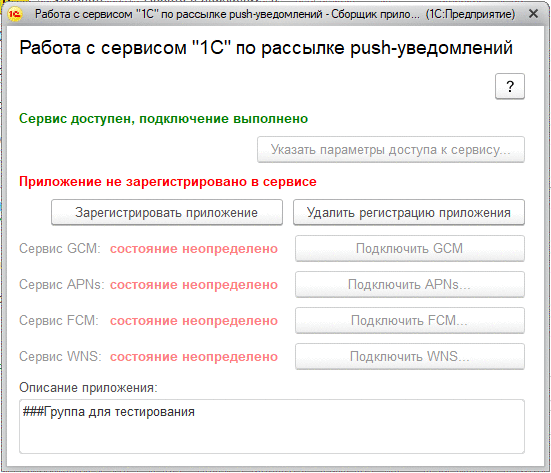 Работа с сервисом "1С" по рассылке push-уведомлений - Сборщик прило... (1С:Предприятие)
Работа с сервисом "1С" по рассылке push-уведомлений
?
Сервис доступен, подключение выполнено
Указать параметры доступа к сервису...
Приложение не зарегистрировано в сервисе
Зарегистрировать приложение Удалить регистрацию приложения
Сервис GCM: состояние неопределено Подключить GCM
Сервис APNs: состояние неопределено Подключить APNs...
Сервис FCM: состояние неопределено Подключить FCM...
Сервис WNS: состояние неопределено Подключить WNS...
Описание приложения:
###Группа для тестирования